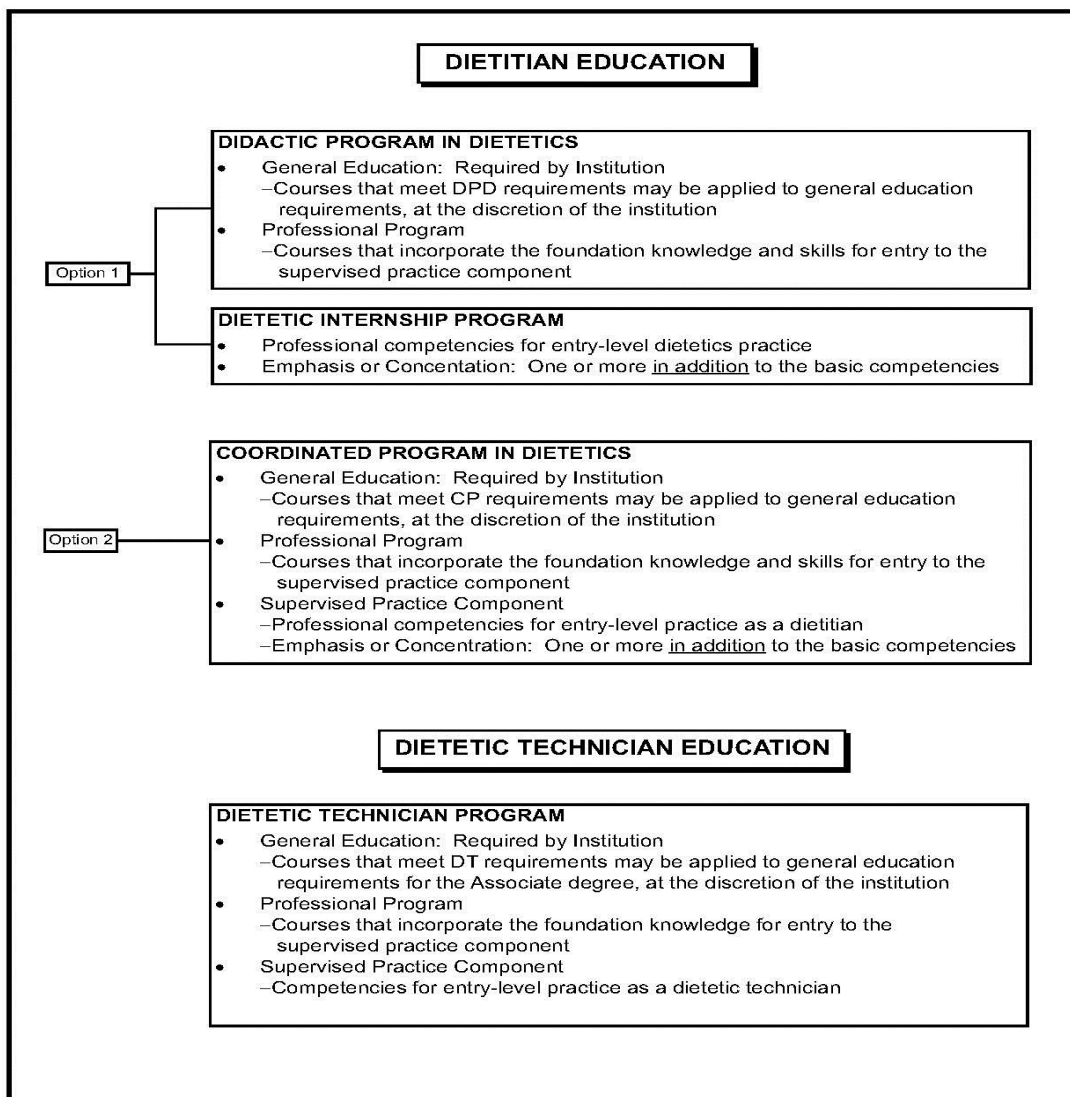 DIETITIAN EDUCATION
DIDACTIC PROGRAM IN DIETETICS
• General Education: Required by Institution
–Courses that meet DPD requirements may be applied to general education
requirements, at the discretion of the institution
• Professional Program
–Courses that incorporate the foundation knowledge and skills for entry to the
supervised practice component
Option 1
DIETETIC INTERNSHIP PROGRAM
• Professional competencies for entry-level dietetics practice
• Emphasis or Concentation: One or more in addition to the basic competencies
COORDINATED PROGRAM IN DIETETICS
• General Education: Required by Institution
–Courses that meet CP requirements may be applied to general education
requirements, at the discretion of the institution
Option 2
• Professional Program
–Courses that incorporate the foundation knowledge and skills for entry to the
supervised practice component
• Supervised Practice Component
–Professional competencies for entry-level practice as a dietitian
–Emphasis or Concentration: One or more in addition to the basic competencies
DIETETIC TECHNICIAN EDUCATION
DIETETIC TECHNICIAN PROGRAM
• General Education: Required by Institution
–Courses that meet DT requirements may be applied to general education
requirements for the Associate degree, at the discretion of the institution
• Professional Program
–Courses that incorporate the foundation knowledge for entry to the
supervised practice component
• Supervised Practice Component
–Competencies for entry-level practice as a dietetic technician